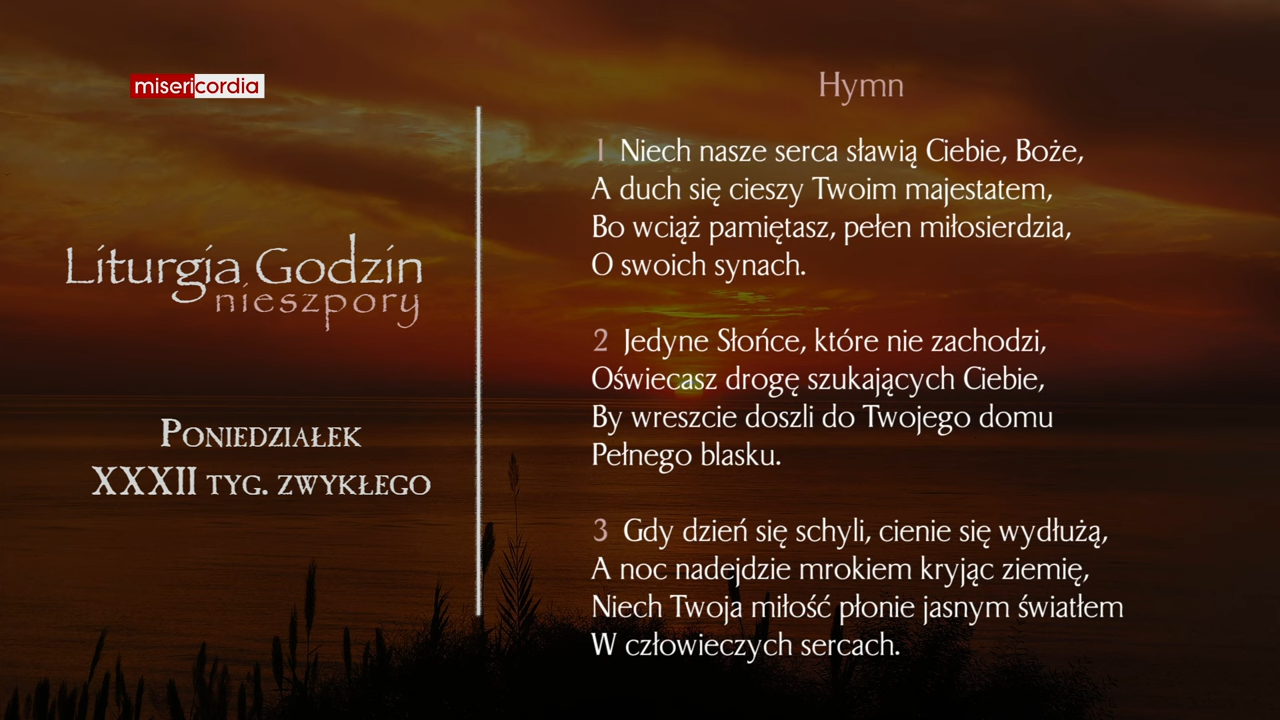 misericordia
Liturgia Godzin
nieszpory
Poniedziałek
XXXII tyg. zwykłego
Hymn
1 Niech nasze serca sławią Ciebie, Boże,
A duch się cieszy Twoim majestatem,
Bo wciąż pamiętasz, pełen miłosierdzia,
O swoich synach.
2 Jedyne Słońce, które nie zachodzi,
Oświecasz drogę szukających Ciebie,
By wreszcie doszli do Twojego domu
Pełnego blasku.
3 Gdy dzień się schyli, cienie się wydłużą,
A noc nadejdzie mrokiem kryjąc ziemię,
Niech Twoja miłość płonie jasnym światłem
W człowieczych sercach.